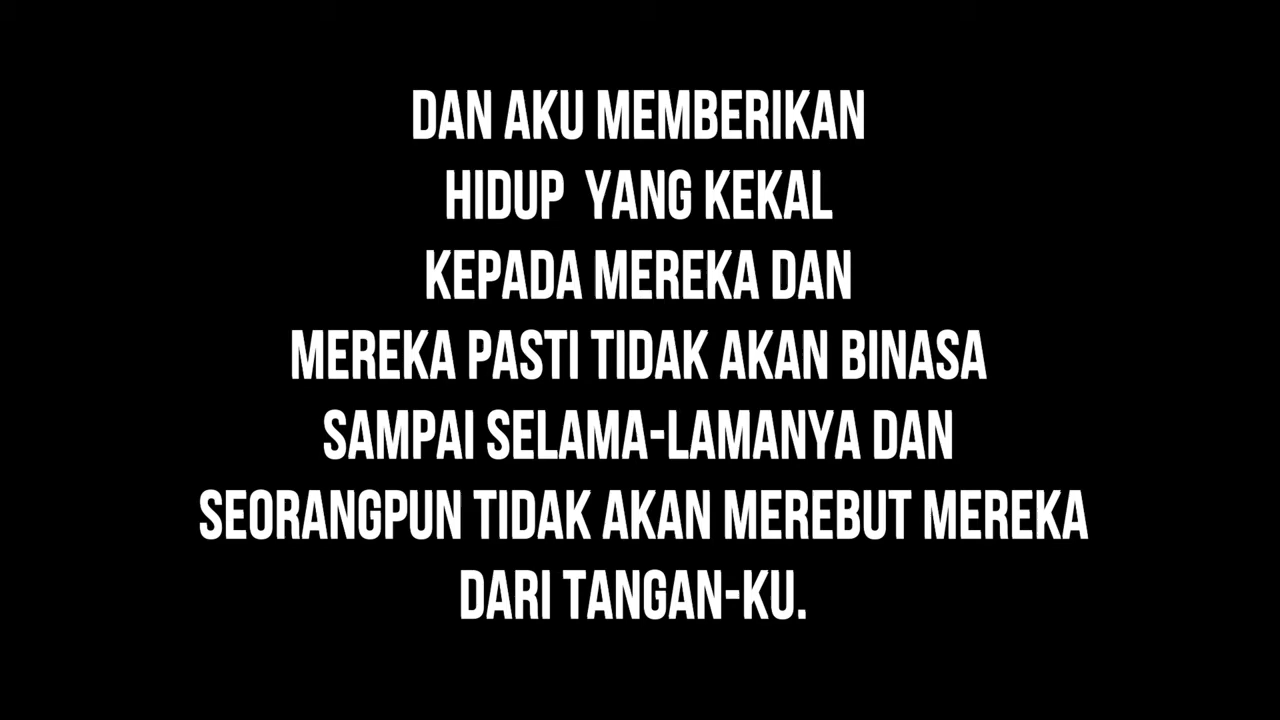 DAN AKU MEMBERIKAN
HIDUP  YANG KEKAL
KEPADA MEREKA DAN
MEREKA PASTI TIDAK AKAN BINASA
SAMPAI SELAMA-LAMANYA DAN
SEORANGPUN TIDAK AKAN MEREBUT MEREKA
DARI TANGAN-KU.